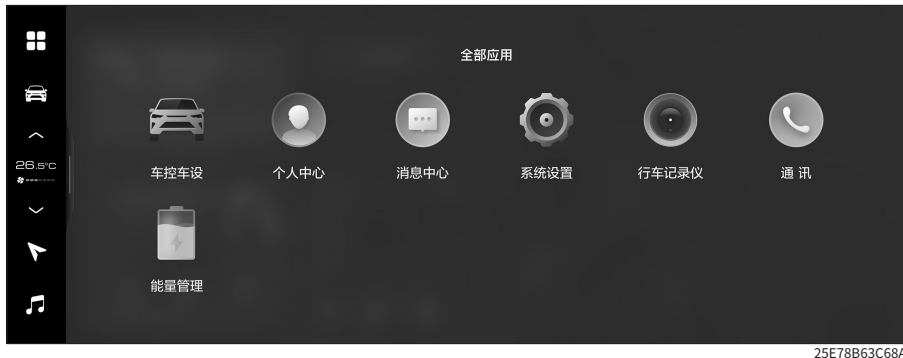 全部应用
26.5°C
车控车设
个人中心
消息中心
系统设置
行车记录仪
通 讯
能量管理
25E78B63C68A